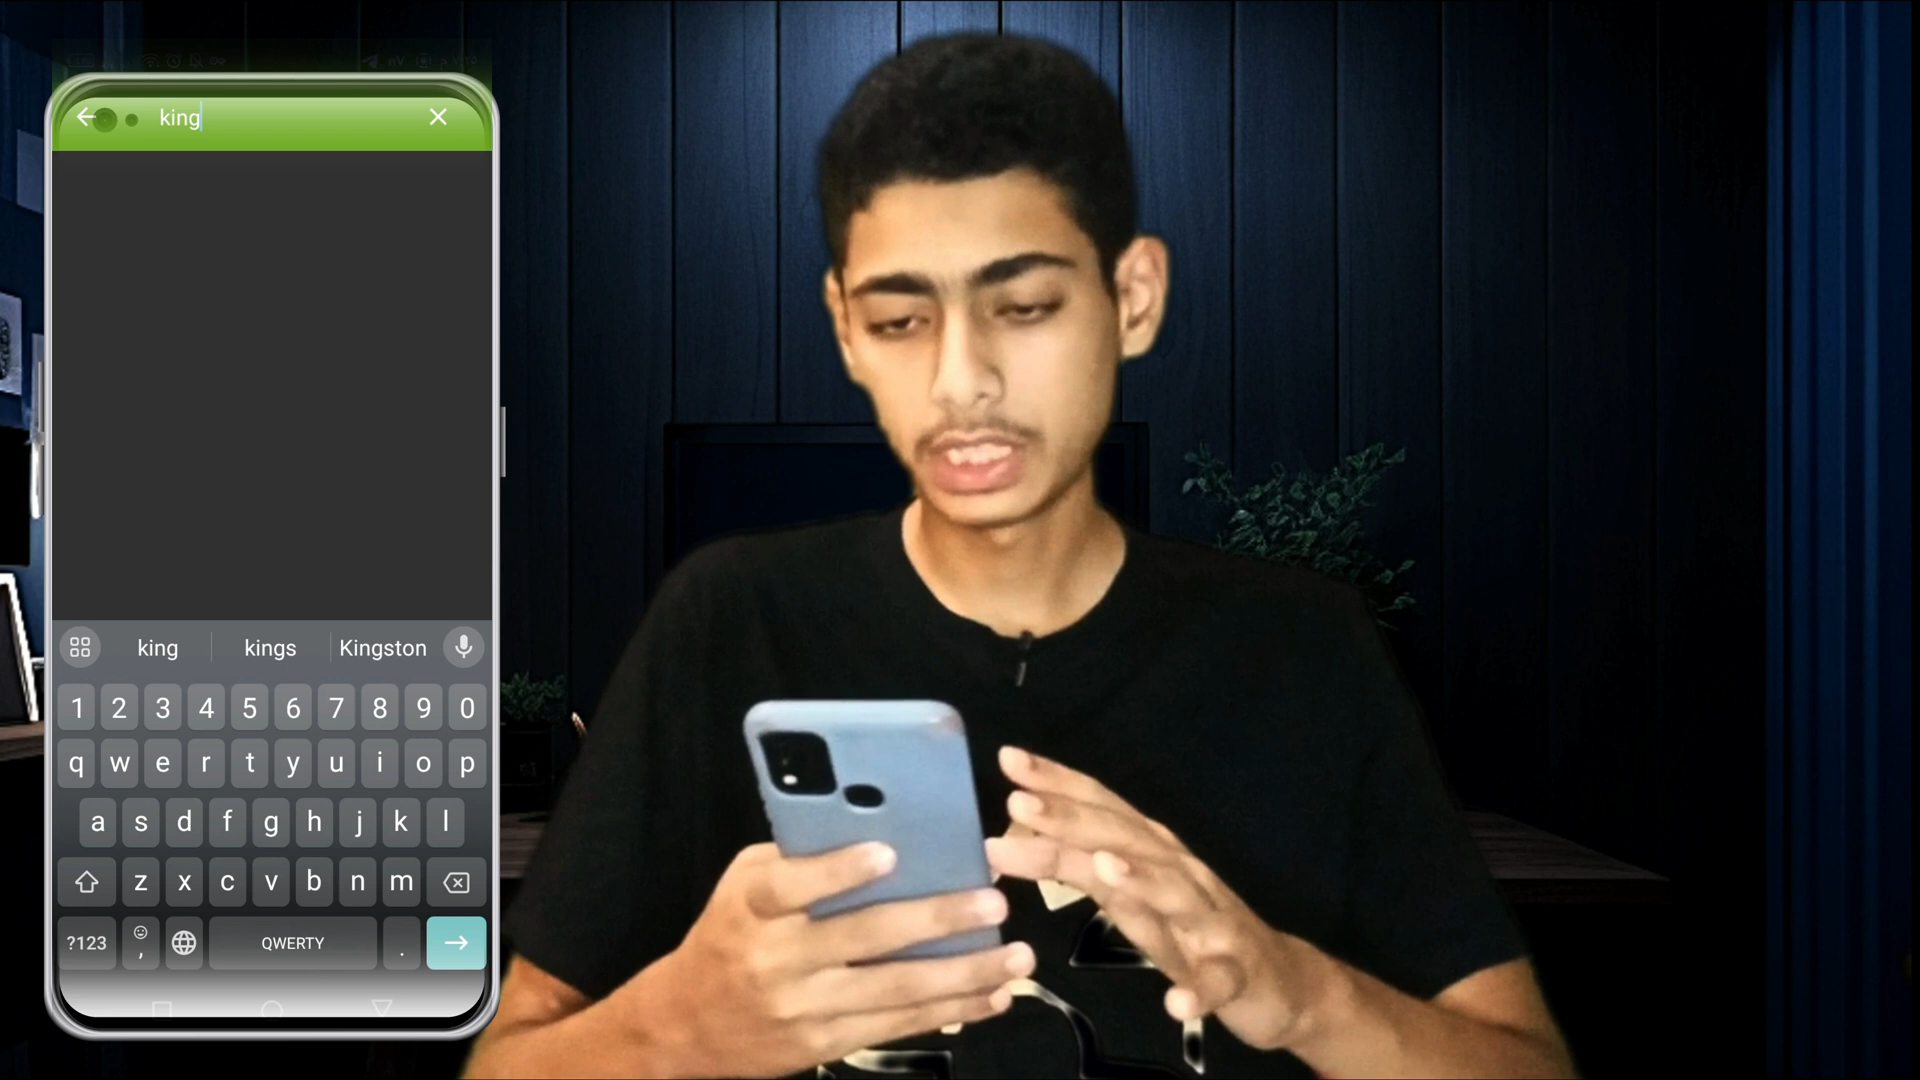 king
king kings Kingston
1 2 3 4 5 6 7 8 9 0
q w e r t y u i o p
a s d f g h j k l
z x c v b n m
?123 , QWERTY .